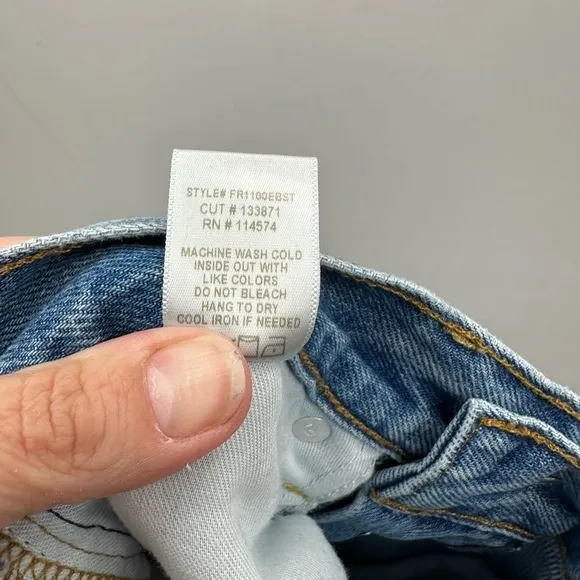 STYLE# FR1100EBST
CUT # 133871
RN # 114574
MACHINE WASH COLD
INSIDE OUT WITH
LIKE COLORS
DO NOT BLEACH
HANG TO DRY
COOL IRON IF NEEDED